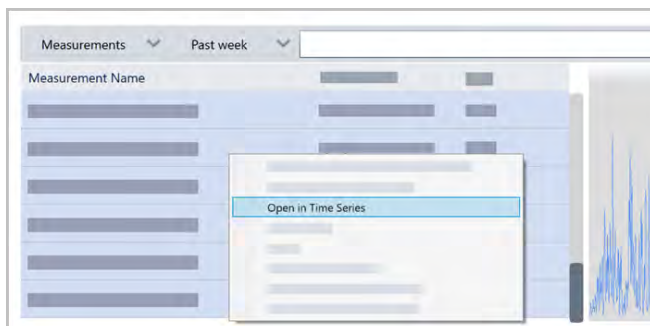 Measurements
Past week
Measurement Name
Open in Time Series